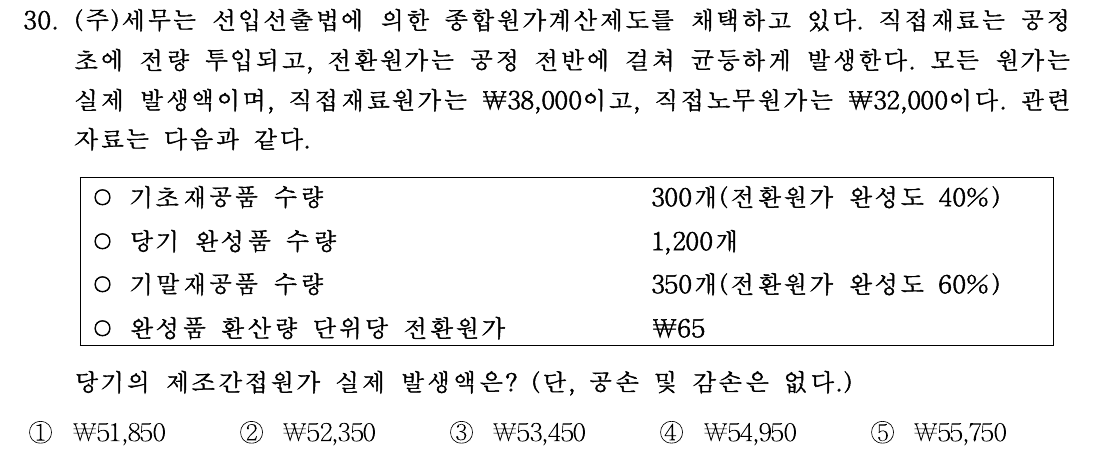 30. (주)세무는 선입선출법에 의한 종합원가계산제도를 채택하고 있다. 직접재료는 공정
초에 전량 투입되고, 전환원가는 공정 전반에 걸쳐 균등하게 발생한다. 모든 원가는
실제 발생액이며, 직접재료원가는 ₩38,000이고, 직접노무원가는 ₩32,000이다. 관련
자료는 다음과 같다.
○ 기초재공품 수량 300개(전환원가 완성도 40%)
○ 당기 완성품 수량 1,200개
○ 기말재공품 수량 350개(전환원가 완성도 60%)
○ 완성품 환산량 단위당 전환원가 ₩65
당기의 제조간접원가 실제 발생액은? (단, 공손 및 감손은 없다.)
① ₩51,850 ② ₩52,350 ③ ₩53,450 ④ ₩54,950 ⑤ ₩55,750